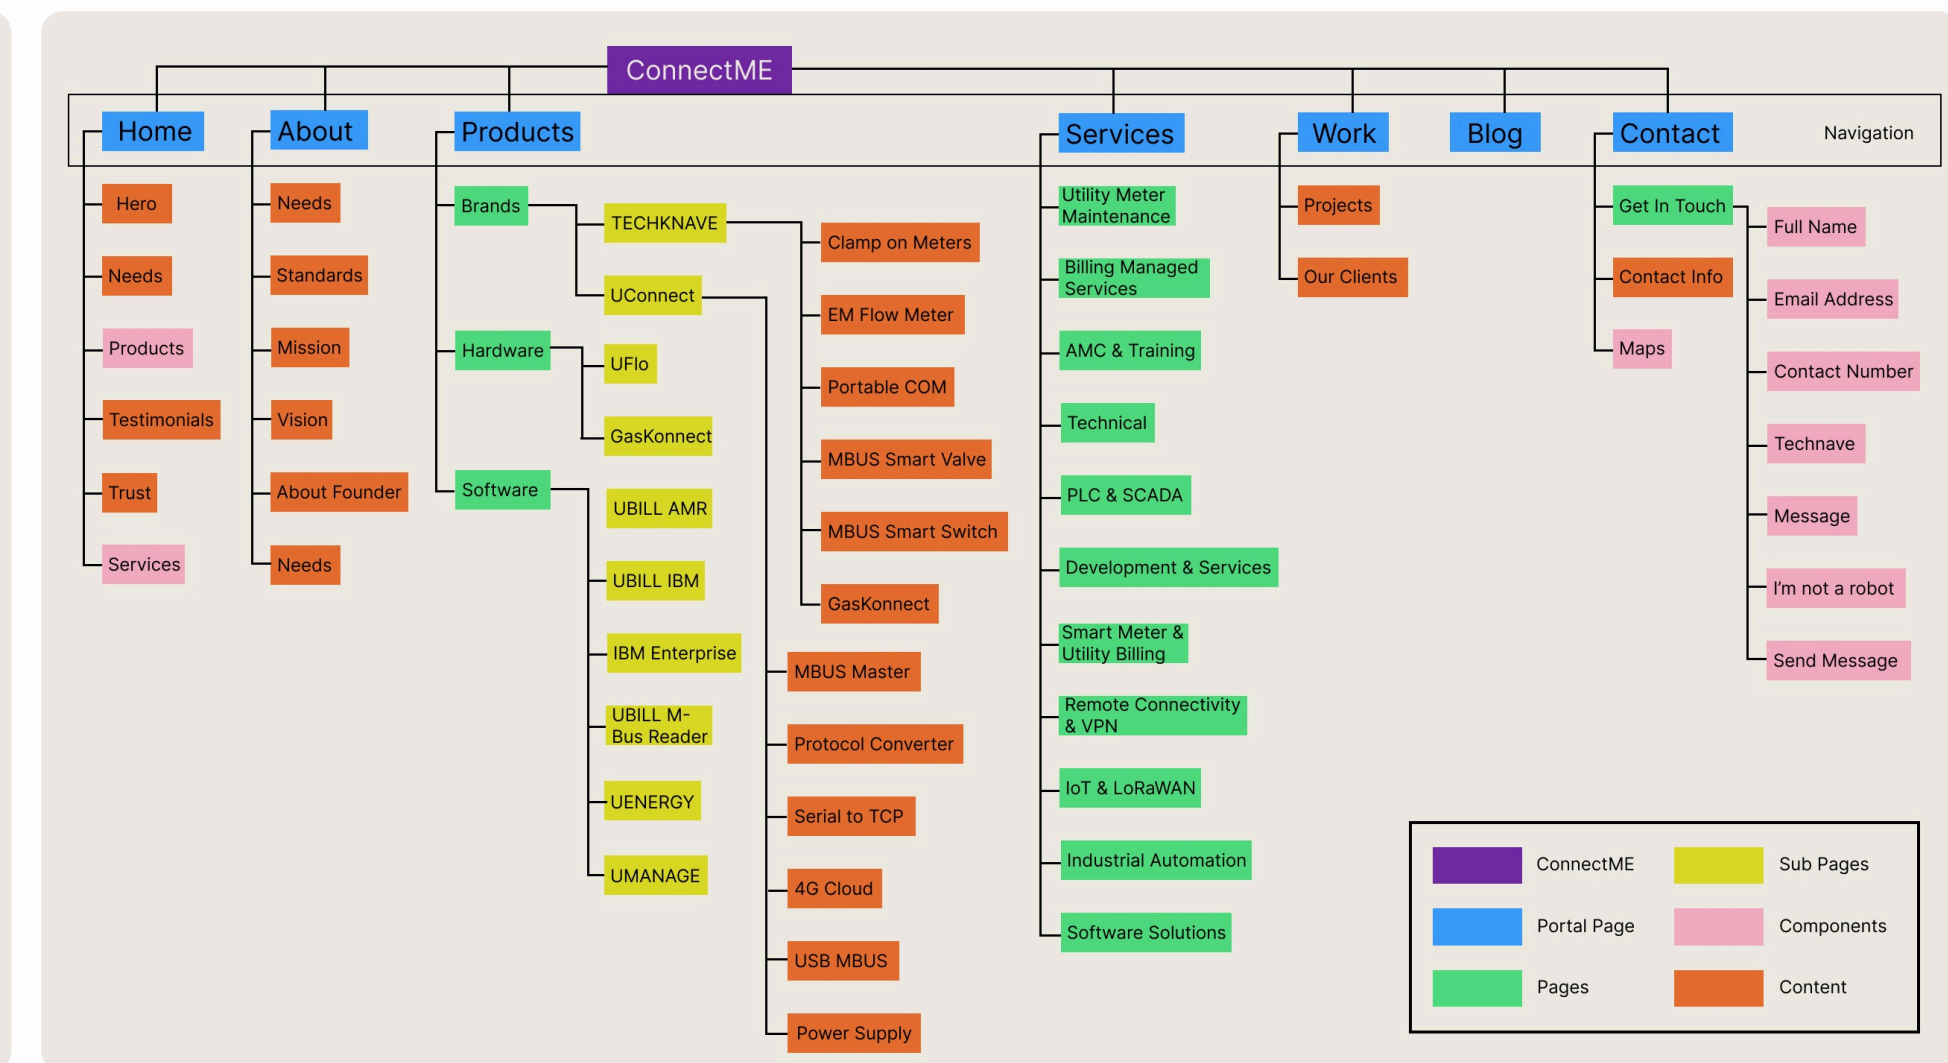 ConnectME
Home
About
Products
Services
Work
Blog
Contact
Navigation
Hero
Needs
Products
Testimonials
Trust
Services
Needs
Standards
Mission
Vision
About Founder
Needs
Brands
Hardware
Software
TECHKNAVE
UConnect
UFlo
GasKonnect
UBILL AMR
UBILL IBM
IBM Enterprise
UBILL M-
Bus Reader
UENERGY
UMANAGE
Clamp on Meters
EM Flow Meter
Portable COM
MBUS Smart Valve
MBUS Smart Switch
GasKonnect
MBUS Master
Protocol Converter
Serial to TCP
4G Cloud
USB MBUS
Power Supply
Utility Meter
Maintenance
Billing Managed
Services
AMC & Training
Technical
PLC & SCADA
Development & Services
Smart Meter &
Utility Billing
Remote Connectivity
& VPN
IoT & LoRaWAN
Industrial Automation
Software Solutions
Projects
Our Clients
Get In Touch
Contact Info
Maps
Full Name
Email Address
Contact Number
Technave
Message
I'm not a robot
Send Message
ConnectME
Portal Page
Pages
Sub Pages
Components
Content